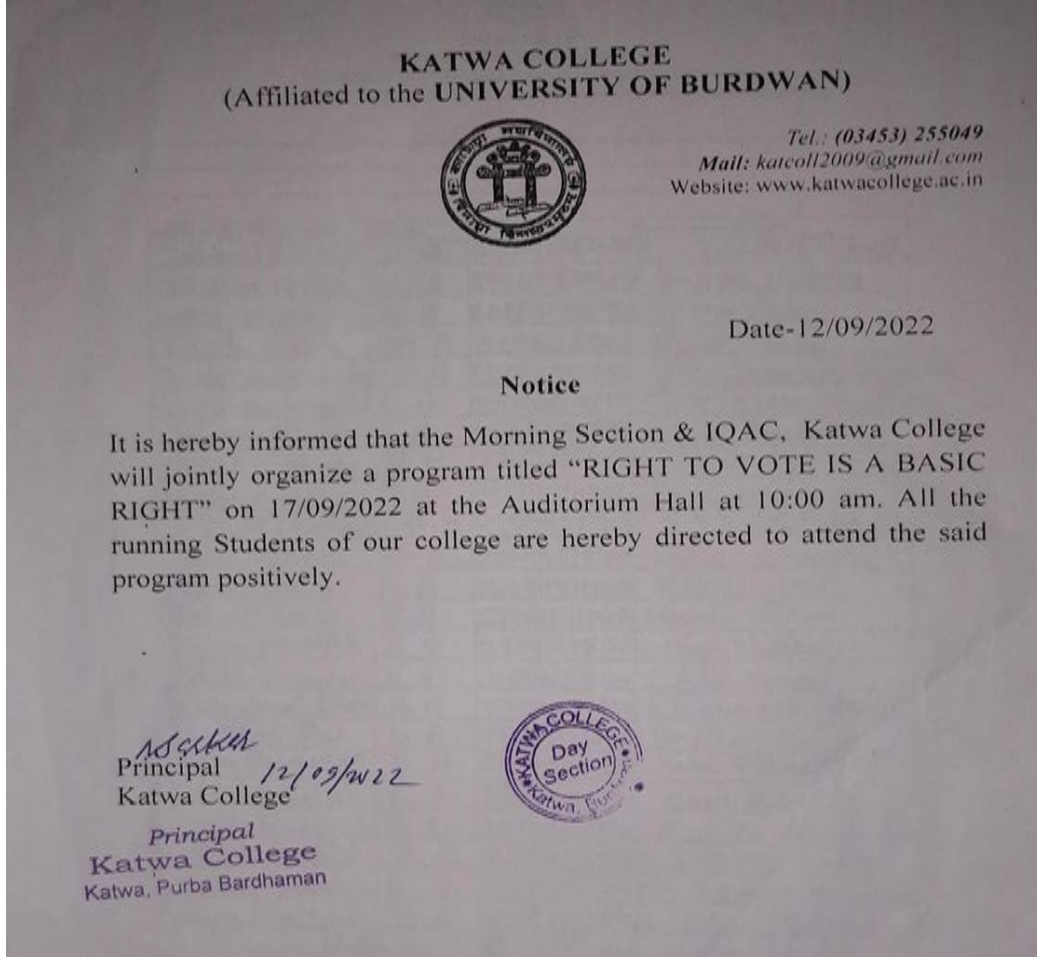 KATWA COLLEGE
(Affiliated to the UNIVERSITY OF BURDWAN)
Tel.: (03453) 255049
Mail: katcoll2009@gmail.com
Website: www.katwacollege.ac.in
Date-12/09/2022
Notice
It is hereby informed that the Morning Section & IQAC, Katwa College
will jointly organize a program titled “RIGHT TO VOTE IS A BASIC
RIGHT” on 17/09/2022 at the Auditorium Hall at 10:00 am. All the
running Students of our college are hereby directed to attend the said
program positively.
Principal 12/09/2022
Katwa College
Principal
Katwa College
Katwa, Purba Bardhaman
KATWA COLLEGE
Day
Section
Katwa,